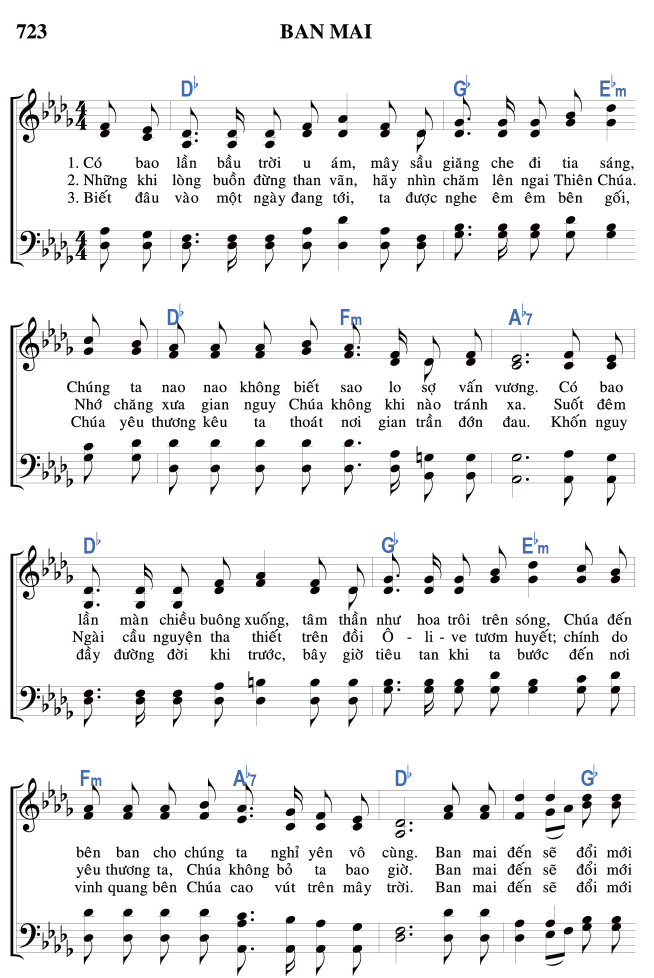 723 BAN MAI
D♭ G♭ E♭m
1. Có bao lần bầu trời u ám, mây sầu giăng che đi tia sáng,
2. Những khi lòng buồn đừng than vãn, hãy nhìn chăm lên ngai Thiên Chúa.
3. Biết đâu vào một ngày đang tới, ta được nghe êm êm bên gối,
D♭ Fm A♭7
Chúng ta nao nao không biết sao lo sợ vấn vương. Có bao
Nhớ chăng xưa gian nguy Chúa không khi nào tránh xa. Suốt đêm
Chúa yêu thương kêu ta thoát nơi gian trần đớn đau. Khốn nguy
D♭ G♭ E♭m
lần màn chiều buông xuống, tâm thần như hoa trôi trên sóng, Chúa đến
Ngài cầu nguyện tha thiết trên đồi Ô - li - ve tươm huyết; chính do
đầy đường đời khi trước, bây giờ tiêu tan khi ta bước đến nơi
Fm A♭7 D♭ G♭
bên ban cho chúng ta nghỉ yên vô cùng. Ban mai đến sẽ đổi mới
yêu thương ta, Chúa không bỏ ta bao giờ. Ban mai đến sẽ đổi mới
vinh quang bên Chúa cao vút trên mây trời. Ban mai đến sẽ đổi mới